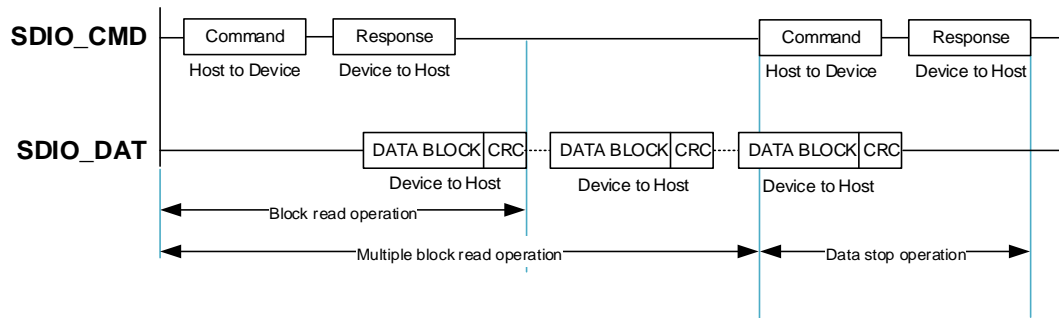 SDIO_CMD
Command
Response
Command
Response
Host to Device
Device to Host
Host to Device
Device to Host
SDIO_DAT
DATA BLOCK
CRC
DATA BLOCK
CRC
DATA BLOCK
CRC
Device to Host
Device to Host
Device to Host
Block read operation
Multiple block read operation
Data stop operation